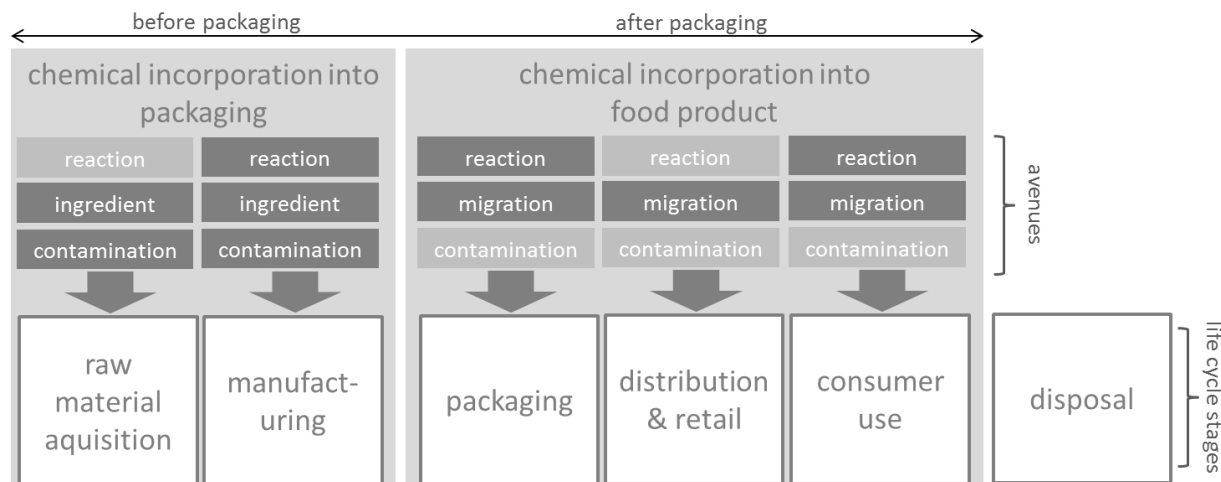 before packaging
after packaging
chemical incorporation into
packaging
chemical incorporation into
food product
reaction
reaction
reaction
reaction
reaction
ingredient
ingredient
migration
migration
migration
contamination
contamination
contamination
contamination
contamination
avenues
raw
material
aquisition
manufact-
uring
packaging
distribution
& retail
consumer
use
disposal
life cycle stages